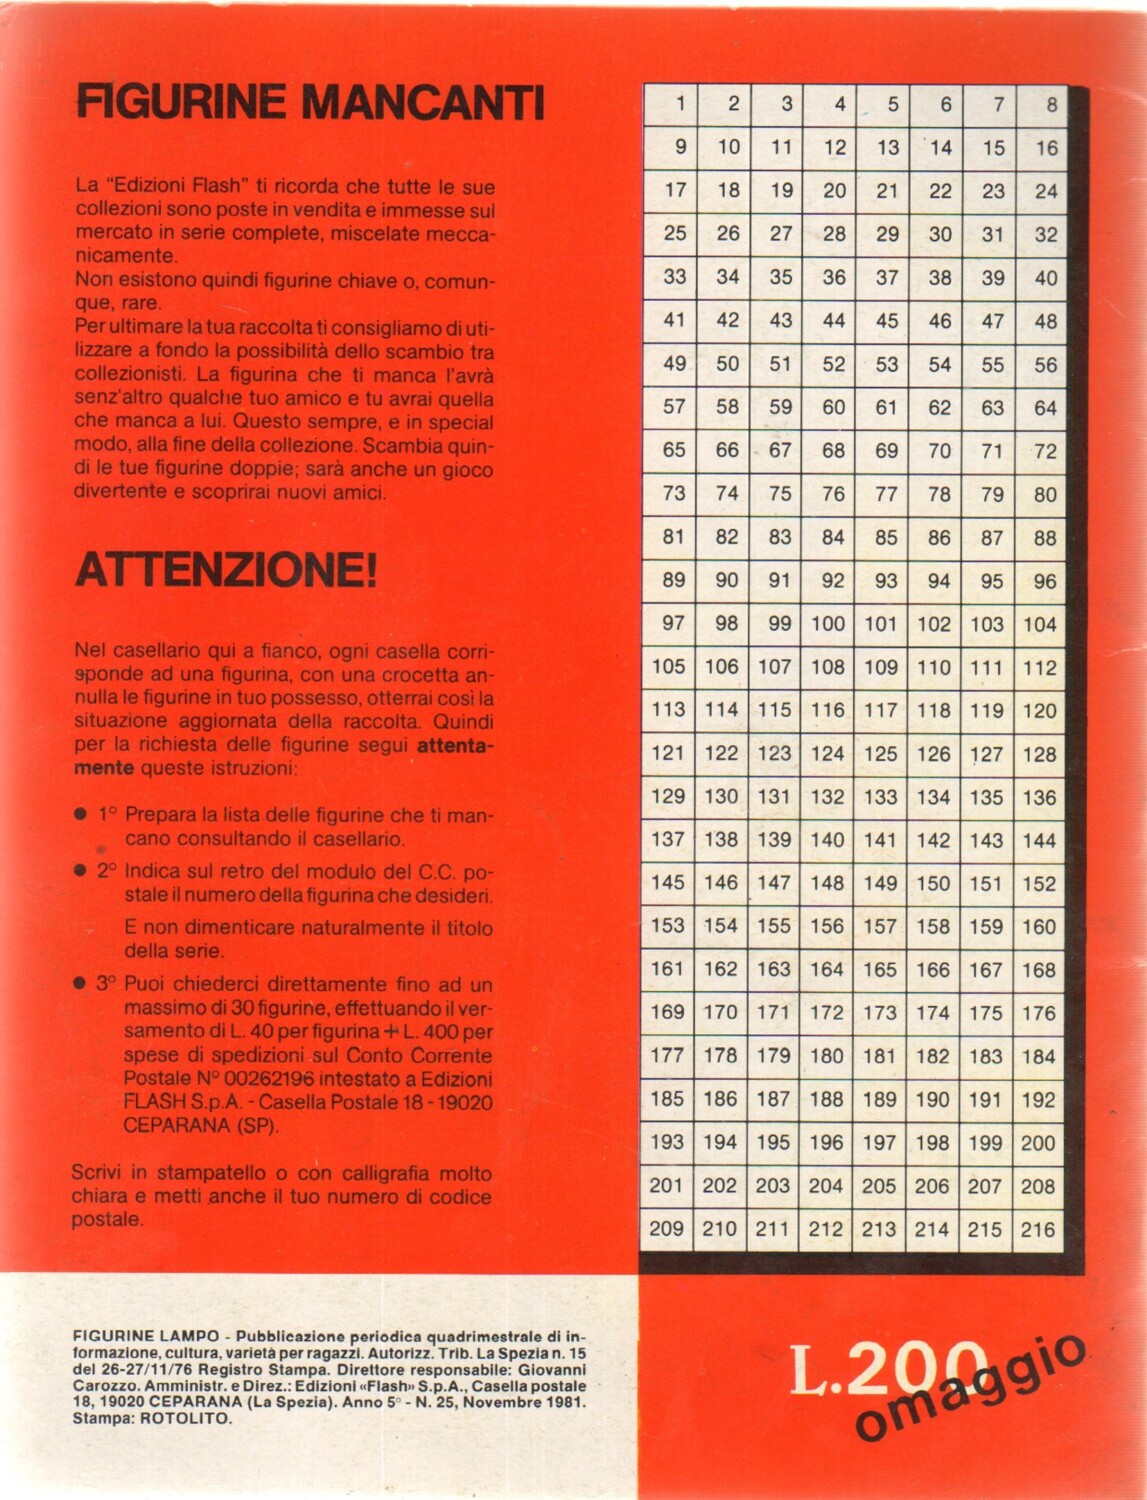 FIGURINE MANCANTI
La “Edizioni Flash” ti ricorda che tutte le sue
collezioni sono poste in vendita e immesse sul
mercato in serie complete, miscelate mecca-
nicamente.
Non esistono quindi figurine chiave o, comun-
que, rare.
Per ultimare la tua raccolta ti consigliamo di uti-
lizzare a fondo la possibilità dello scambio tra
collezionisti. La figurina che ti manca l'avrà
senz'altro qualche tuo amico e tu avrai quella
che manca a lui. Questo sempre, e in special
modo, alla fine della collezione. Scambia quin-
di le tue figurine doppie; sarà anche un gioco
divertente e scoprirai nuovi amici.
ATTENZIONE!
Nel casellario qui a fianco, ogni casella corri-
sponde ad una figurina, con una crocetta an-
nulla le figurine in tuo possesso, otterrai così la
situazione aggiornata della raccolta. Quindi
per la richiesta delle figurine segui attenta-
mente queste istruzioni:
● 1° Prepara la lista delle figurine che ti man-
cano consultando il casellario.
● 2° Indica sul retro del modulo del C.C. po-
stale il numero della figurina che desideri.
E non dimenticare naturalmente il titolo
della serie.
● 3° Puoi chiederci direttamente fino ad un
massimo di 30 figurine, effettuando il ver-
samento di L. 40 per figurina + L. 400 per
spese di spedizioni sul Conto Corrente
Postale N° 00262196 intestato a Edizioni
FLASH S.p.A. - Casella Postale 18 - 19020
CEPARANA (SP).
Scrivi in stampatello o con calligrafia molto
chiara e metti anche il tuo numero di codice
postale.
1 2 3 4 5 6 7 8
9 10 11 12 13 14 15 16
17 18 19 20 21 22 23 24
25 26 27 28 29 30 31 32
33 34 35 36 37 38 39 40
41 42 43 44 45 46 47 48
49 50 51 52 53 54 55 56
57 58 59 60 61 62 63 64
65 66 67 68 69 70 71 72
73 74 75 76 77 78 79 80
81 82 83 84 85 86 87 88
89 90 91 92 93 94 95 96
97 98 99 100 101 102 103 104
105 106 107 108 109 110 111 112
113 114 115 116 117 118 119 120
121 122 123 124 125 126 127 128
129 130 131 132 133 134 135 136
137 138 139 140 141 142 143 144
145 146 147 148 149 150 151 152
153 154 155 156 157 158 159 160
161 162 163 164 165 166 167 168
169 170 171 172 173 174 175 176
177 178 179 180 181 182 183 184
185 186 187 188 189 190 191 192
193 194 195 196 197 198 199 200
201 202 203 204 205 206 207 208
209 210 211 212 213 214 215 216
FIGURINE LAMPO - Pubblicazione periodica quadrimestrale di in-
formazione, cultura, varietà per ragazzi. Autorizz. Trib. La Spezia n. 15
del 26-27/11/76 Registro Stampa. Direttore responsabile: Giovanni
Carozzo. Amministr. e Direz.: Edizioni «Flash» S.p.A., Casella postale
18, 19020 CEPARANA (La Spezia). Anno 5° - N. 25, Novembre 1981.
Stampa: ROTOLITO.
L.200
omaggio